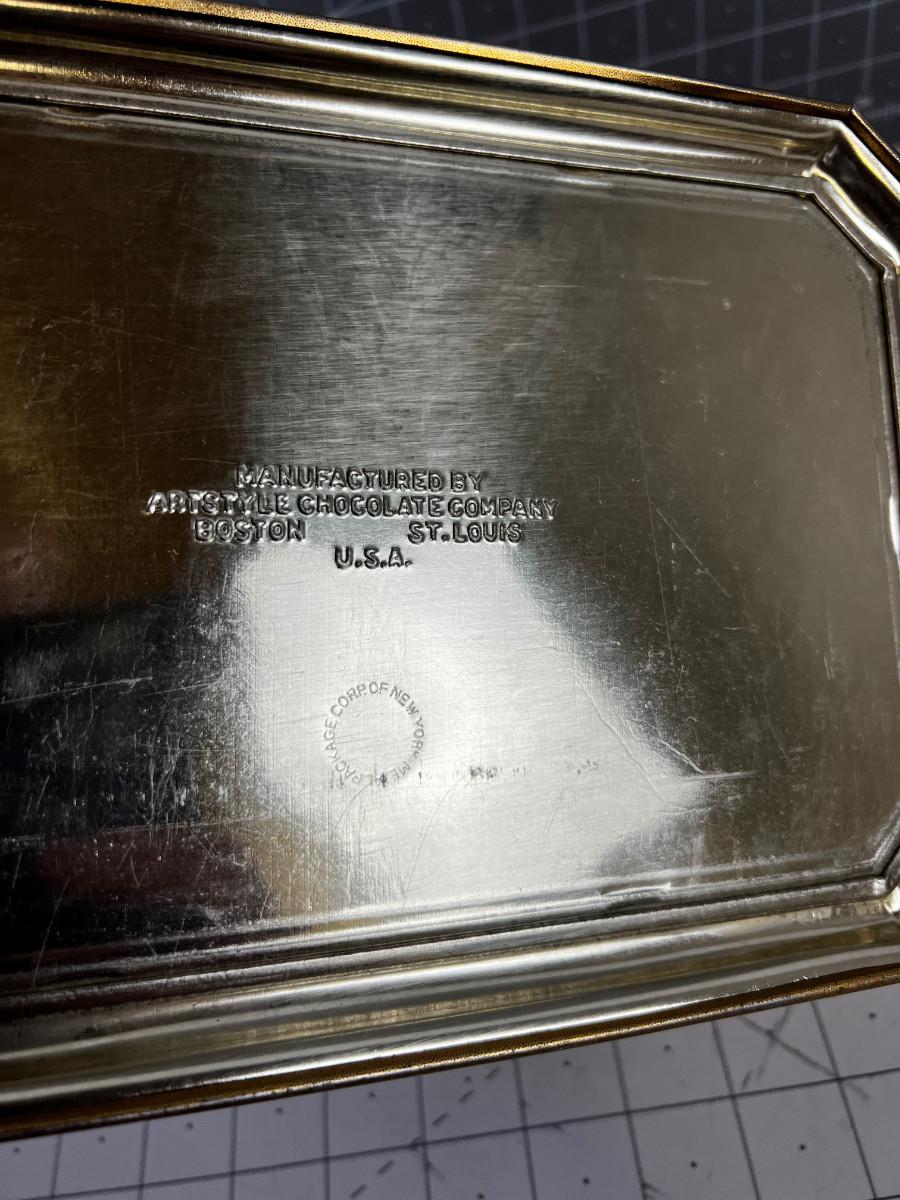 MANUFACTURED BY
ARTSTYLE CHOCOLATE COMPANY
BOSTON ST. LOUIS
U.S.A.
PACKAGE CORP. OF NEW YORK